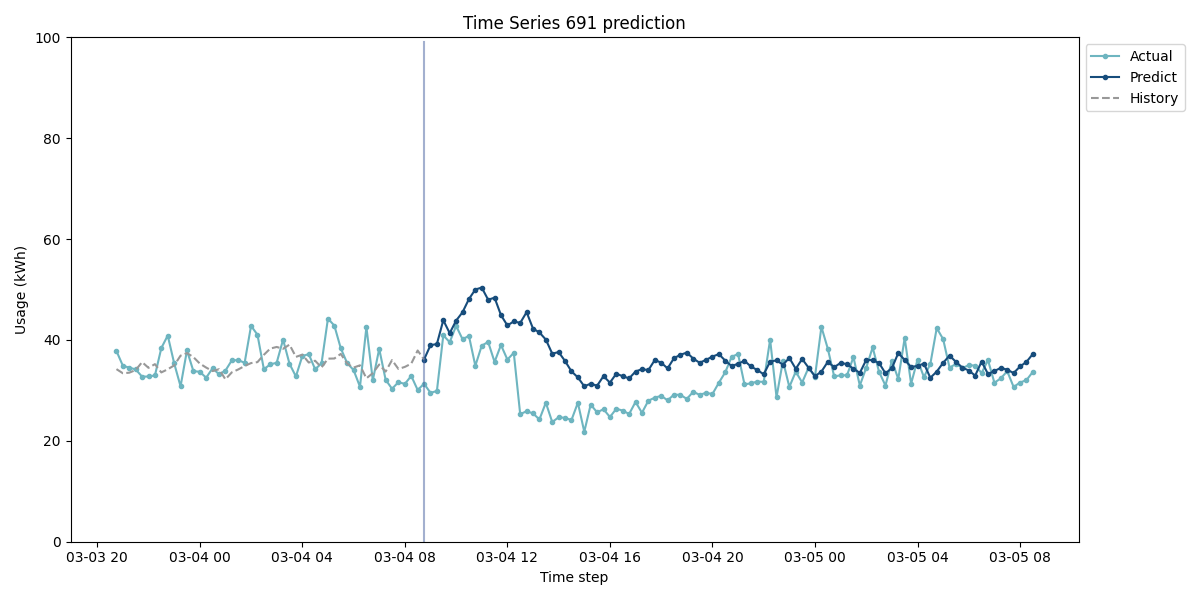 Time Series 691 prediction
Usage (kWh)
100
80
60
40
20
0
03-03 20
03-04 00
03-04 04
03-04 08
03-04 12
03-04 16
03-04 20
03-05 00
03-05 04
03-05 08
Time step
Actual
Predict
History